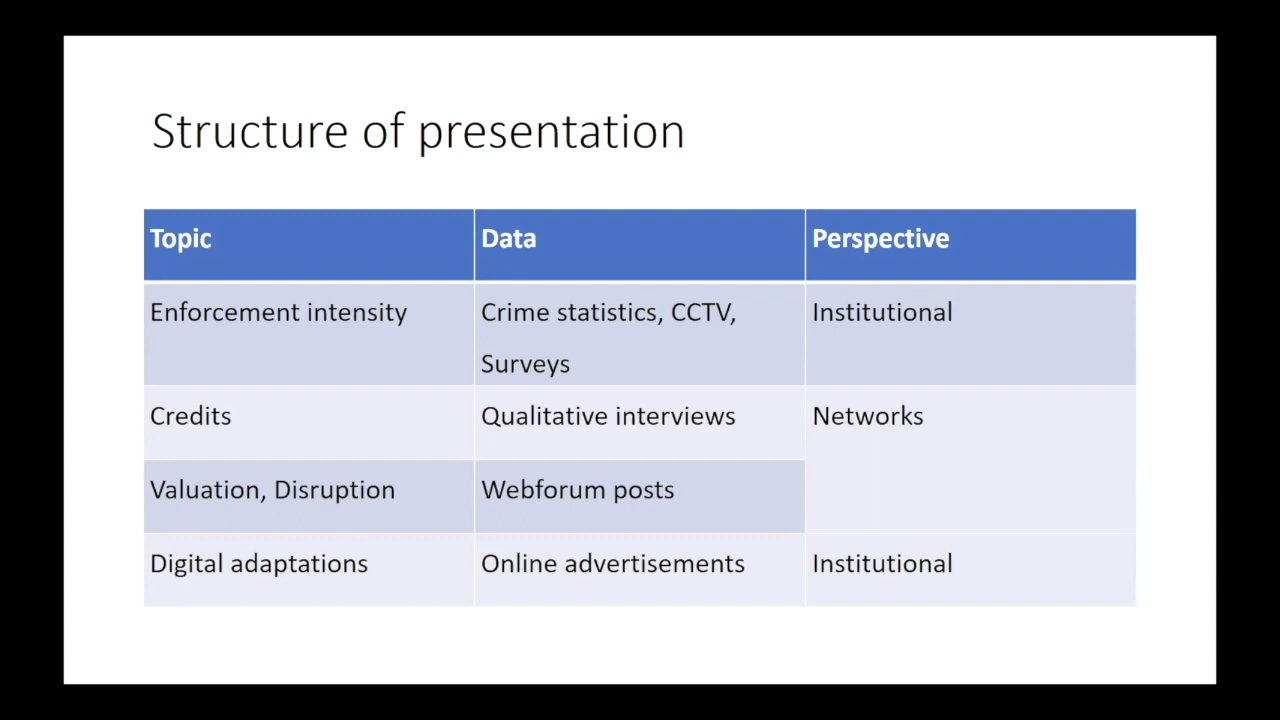 Structure of presentation
Topic Data Perspective
Enforcement intensity Crime statistics, CCTV, Institutional
Surveys
Credits Qualitative interviews Networks
Valuation, Disruption Webforum posts
Digital adaptations Online advertisements Institutional